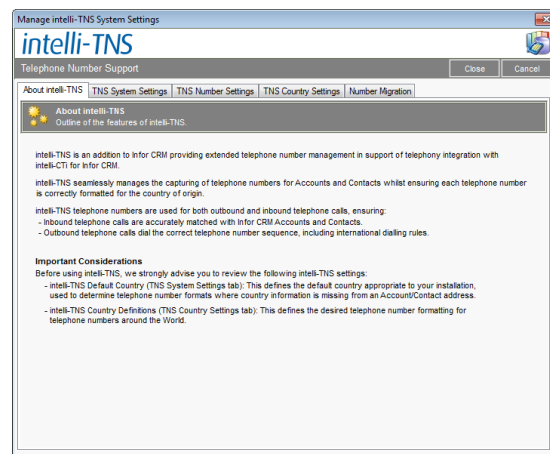 Manage intelli-TNS System Settings
intelli-TNS
Telephone Number Support
Close
Cancel
About intelli-TNS
TNS System Settings
TNS Number Settings
TNS Country Settings
Number Migration
About intelli-TNS
Outline of the features of intelli-TNS.
intelli-TNS is an addition to Infor CRM providing extended telephone number management in support of telephony integration with
intelli-CTi for Infor CRM.
intelli-TNS seamlessly manages the capturing of telephone numbers for Accounts and Contacts whilst ensuring each telephone number
is correctly formatted for the country of origin.
intelli-TNS telephone numbers are used for both outbound and inbound telephone calls, ensuring:
- Inbound telephone calls are accurately matched with Infor CRM Accounts and Contacts.
- Outbound telephone calls dial the correct telephone number sequence, including international dialling rules.
Important Considerations
Before using intelli-TNS, we strongly advise you to review the following intelli-TNS settings:
- intelli-TNS Default Country (TNS System Settings tab): This defines the default country appropriate to your installation,
used to determine telephone number formats where country information is missing from an Account/Contact address.
- intelli-TNS Country Definitions (TNS Country Settings tab): This defines the desired telephone number formatting for
telephone numbers around the World.